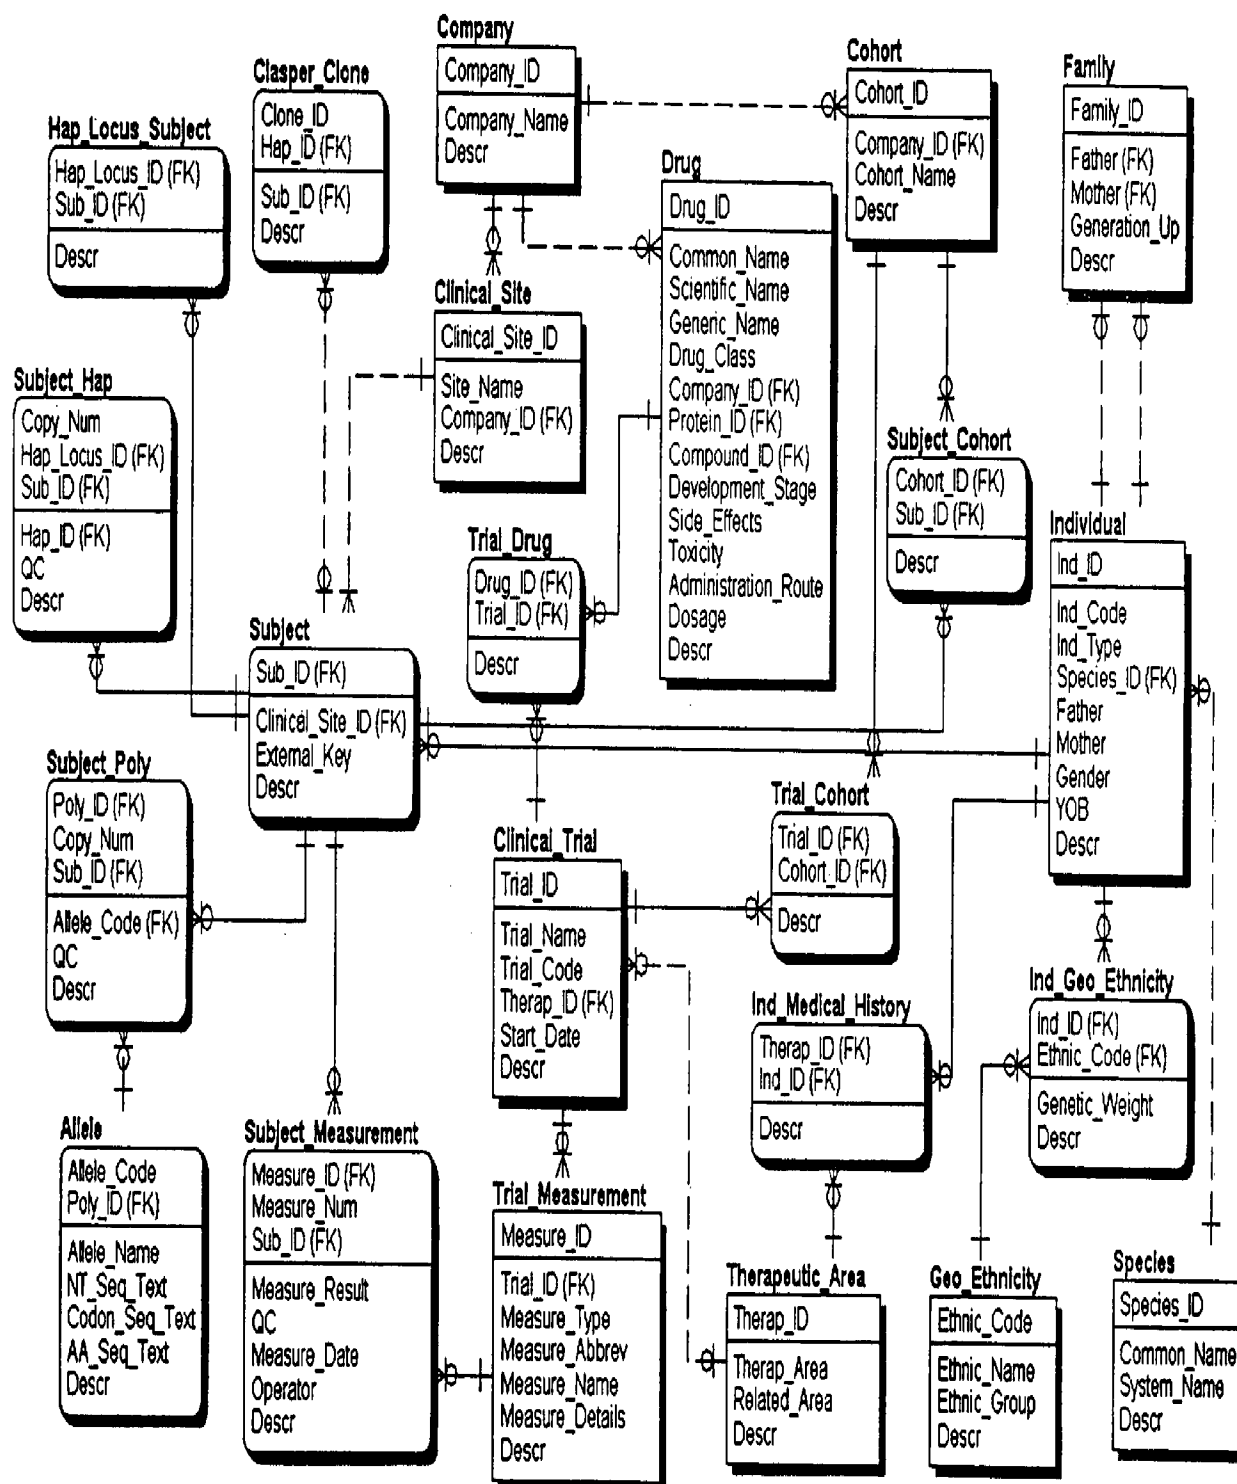 Company
Company_ID
Company_Name
Descr
Cohort
Cohort_ID
Company_ID (FK)
Cohort_Name
Descr
Family
Family_ID
Father (FK)
Mother (FK)
Generation_Up
Descr
Clasper_Clone
Clone_ID
Hap_ID (FK)
Sub_ID (FK)
Descr
Hap_Locus_Subject
Hap_Locus_ID (FK)
Sub_ID (FK)
Descr
Drug
Drug_ID
Common_Name
Scientific_Name
Generic_Name
Drug_Class
Company_ID (FK)
Protein_ID (FK)
Compound_ID (FK)
Development_Stage
Side_Effects
Toxicity
Administration_Route
Dosage
Descr
Clinical_Site
Clinical_Site_ID
Site_Name
Company_ID (FK)
Descr
Subject_Hap
Copy_Num
Hap_Locus_ID (FK)
Sub_ID (FK)
Hap_ID (FK)
QC
Descr
Subject_Cohort
Cohort_ID (FK)
Sub_ID (FK)
Descr
Individual
Ind_ID
Ind_Code
Ind_Type
Species_ID (FK)
Father
Mother
Gender
YOB
Descr
Trial_Drug
Drug_ID (FK)
Trial_ID (FK)
Descr
Subject
Sub_ID (FK)
Clinical_Site_ID (FK)
External_Key
Descr
Subject_Poly
Poly_ID (FK)
Copy_Num
Sub_ID (FK)
Allele_Code (FK)
QC
Descr
Trial_Cohort
Trial_ID (FK)
Cohort_ID (FK)
Descr
Clinical_Trial
Trial_ID
Trial_Name
Trial_Code
Therap_ID (FK)
Start_Date
Descr
Ind_Medical_History
Therap_ID (FK)
Ind_ID (FK)
Descr
Ind_Geo_Ethnicity
Ind_ID (FK)
Ethnic_Code (FK)
Genetic_Weight
Descr
Allele
Allele_Code
Poly_ID (FK)
Allele_Name
NT_Seq_Text
Codon_Seq_Text
AA_Seq_Text
Descr
Subject_Measurement
Measure_ID (FK)
Measure_Num
Sub_ID (FK)
Measure_Result
QC
Measure_Date
Operator
Descr
Trial_Measurement
Measure_ID
Trial_ID (FK)
Measure_Type
Measure_Abbrev
Measure_Name
Measure_Details
Descr
Therapeutic_Area
Therap_ID
Therap_Area
Related_Area
Descr
Geo_Ethnicity
Ethnic_Code
Ethnic_Name
Ethnic_Group
Descr
Species
Species_ID
Common_Name
System_Name
Descr